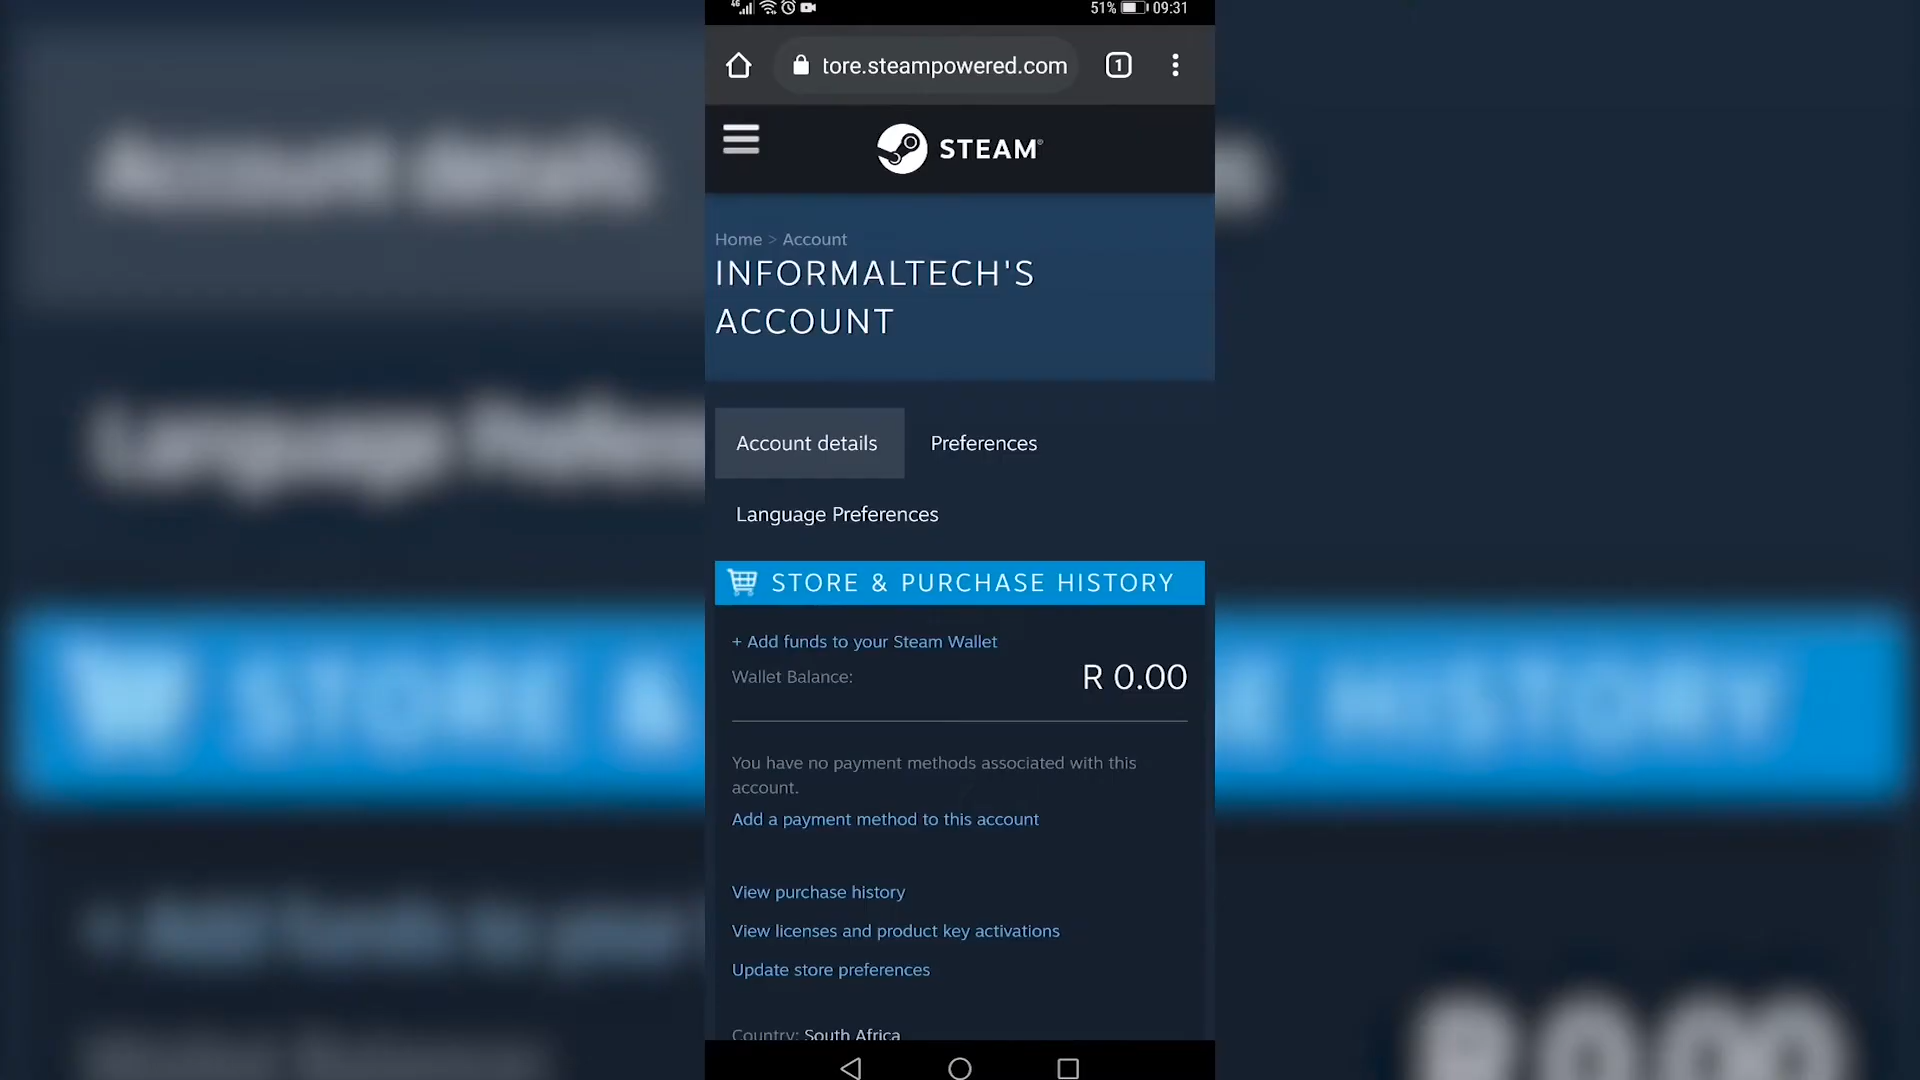 4G 51% 09:31
tore.steampowered.com 1
STEAM®
Home > Account
INFORMALTECH'S
ACCOUNT
Account details Preferences
Language Preferences
STORE & PURCHASE HISTORY
+ Add funds to your Steam Wallet
Wallet Balance: R 0.00
You have no payment methods associated with this
account.
Add a payment method to this account
View purchase history
View licenses and product key activations
Update store preferences
Country: South Africa